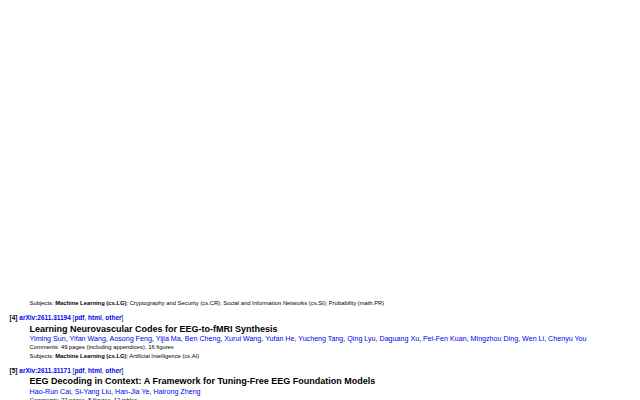 Subjects: Machine Learning (cs.LG); Cryptography and Security (cs.CR); Social and Information Networks (cs.SI); Probability (math.PR)
[4] arXiv:2611.31194 [pdf, html, other]
Learning Neurovascular Codes for EEG-to-fMRI Synthesis
Yiming Sun, Yifan Wang, Aosong Feng, Yijia Ma, Ben Cheng, Xurui Wang, Yufan He, Yucheng Tang, Qing Lyu, Daguang Xu, Pei-Fen Kuan, Mingzhou Ding, Wen Li, Chenyu You
Comments: 49 pages (including appendices), 16 figures
Subjects: Machine Learning (cs.LG); Artificial Intelligence (cs.AI)
[5] arXiv:2611.31171 [pdf, html, other]
EEG Decoding in Context: A Framework for Tuning-Free EEG Foundation Models
Hao-Run Cai, Si-Yang Liu, Han-Jia Ye, Hairong Zheng